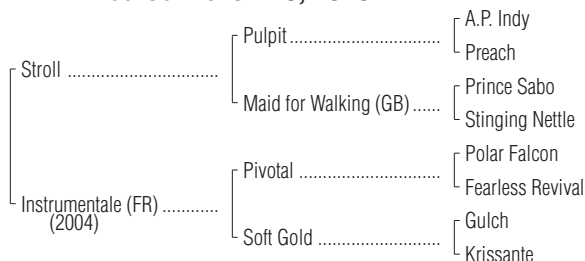 A.P. Indy
Pulpit ........................................
Preach
Stroll ........................................
Prince Sabo
Maid for Walking (GB) ......
Stinging Nettle
Polar Falcon
Pivotal .....................................
Fearless Revival
Instrumentale (FR) ............
(2004)
Gulch
Soft Gold ................................
Krissante